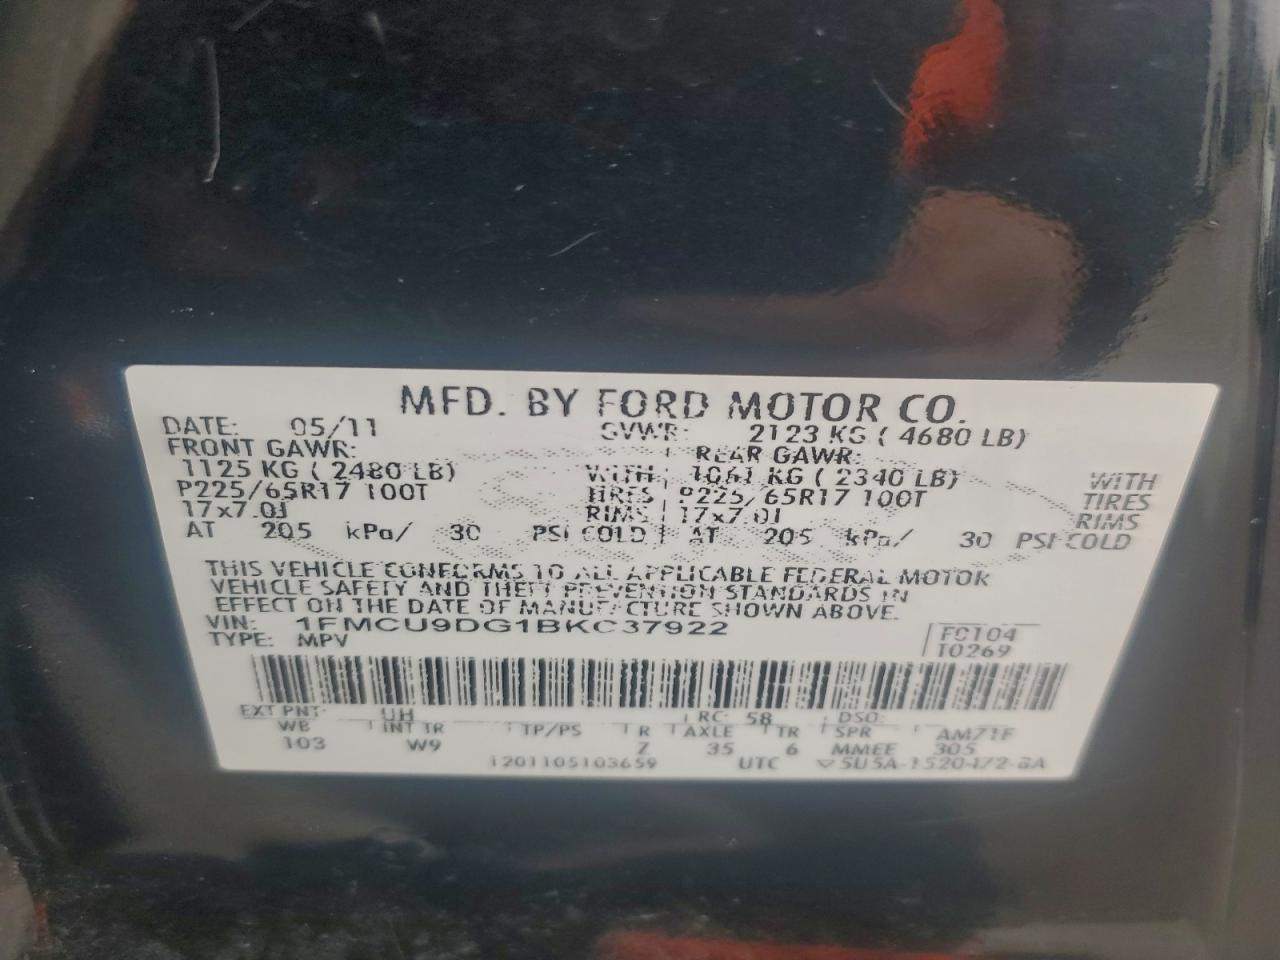 MFD. BY FORD MOTOR CO.
DATE: 05/11 GVWR: 2123 KG ( 4680 LB)
FRONT GAWR: REAR GAWR:
1125 KG ( 2480 LB) WITH 1061 KG ( 2340 LB) WITH
P225/65R17 100T TIRES P225/65R17 100T TIRES
17x7.0J RIMS 17x7.0J RIMS
AT 205 kPa/ 30 PSI COLD AT 205 kPa/ 30 PSI COLD
THIS VEHICLE CONFORMS TO ALL APPLICABLE FEDERAL MOTOR
VEHICLE SAFETY AND THEFT PREVENTION STANDARDS IN
EFFECT ON THE DATE OF MANUFACTURE SHOWN ABOVE.
VIN: 1FMCU9DG1BKC37922
TYPE: MPV
FC104
T0269
EXT PNT: UH RC: 58 DSO:
WB INT TR TP/PS R AXLE TR SPR AM71F
103 W9 Z 35 6 MMEE 305
1201105103659 UTC ▽5U5A-1520472-BA